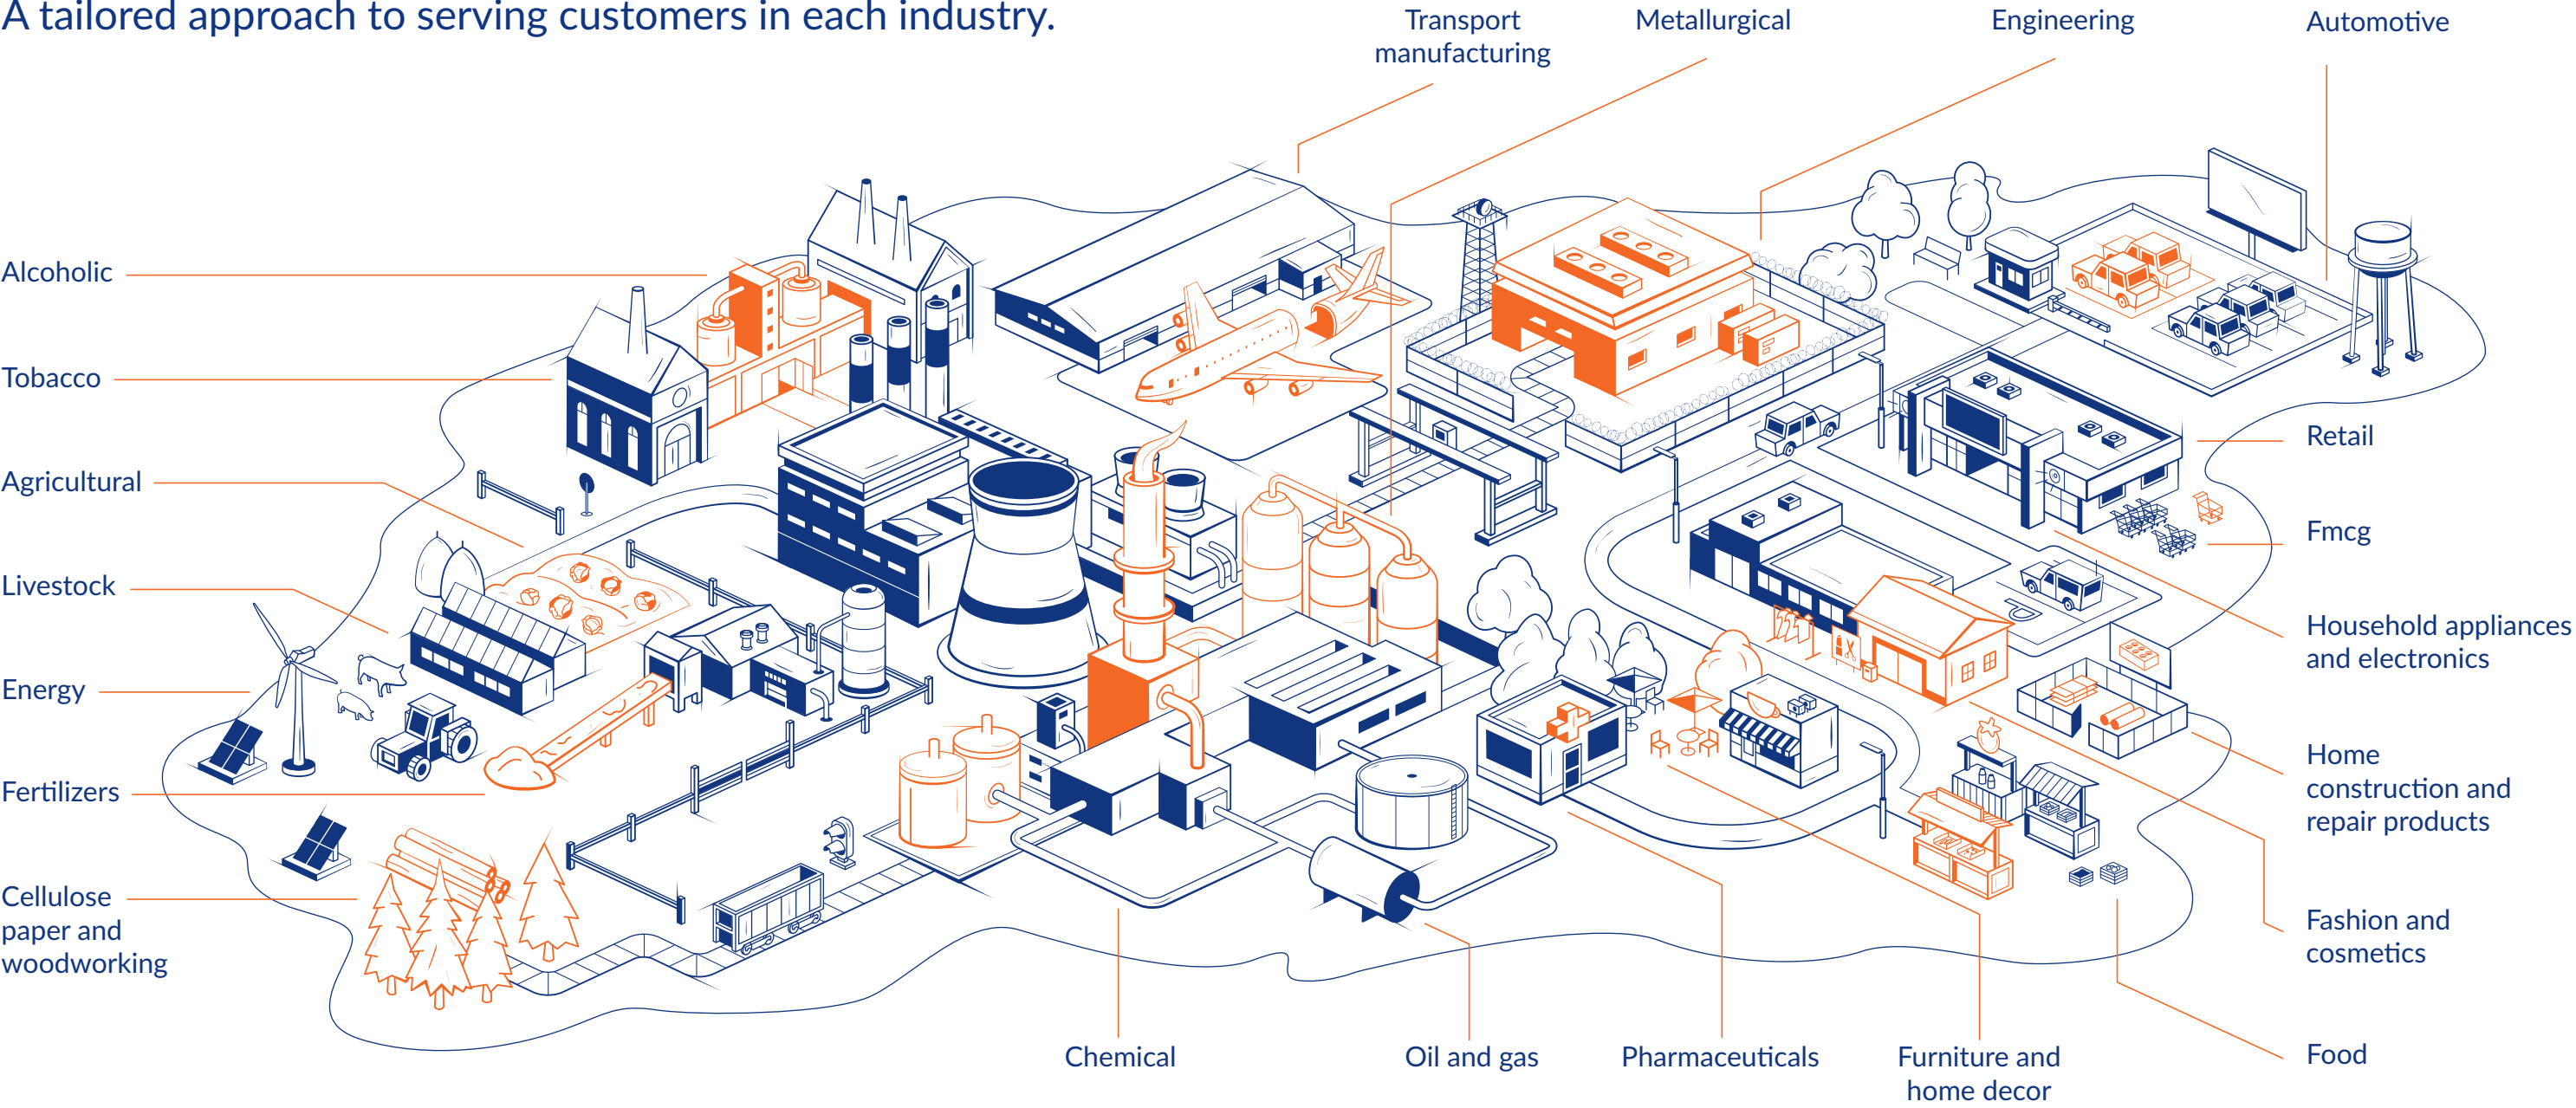 A tailored approach to serving customers in each industry.
Transport
manufacturing
Metallurgical
Engineering
Automotive
Alcoholic
Tobacco
Agricultural
Livestock
Energy
Fertilizers
Cellulose
paper and
woodworking
Retail
Fmcg
Household appliances
and electronics
Home
construction and
repair products
Fashion and
cosmetics
Food
Chemical
Oil and gas
Pharmaceuticals
Furniture and
home decor
P